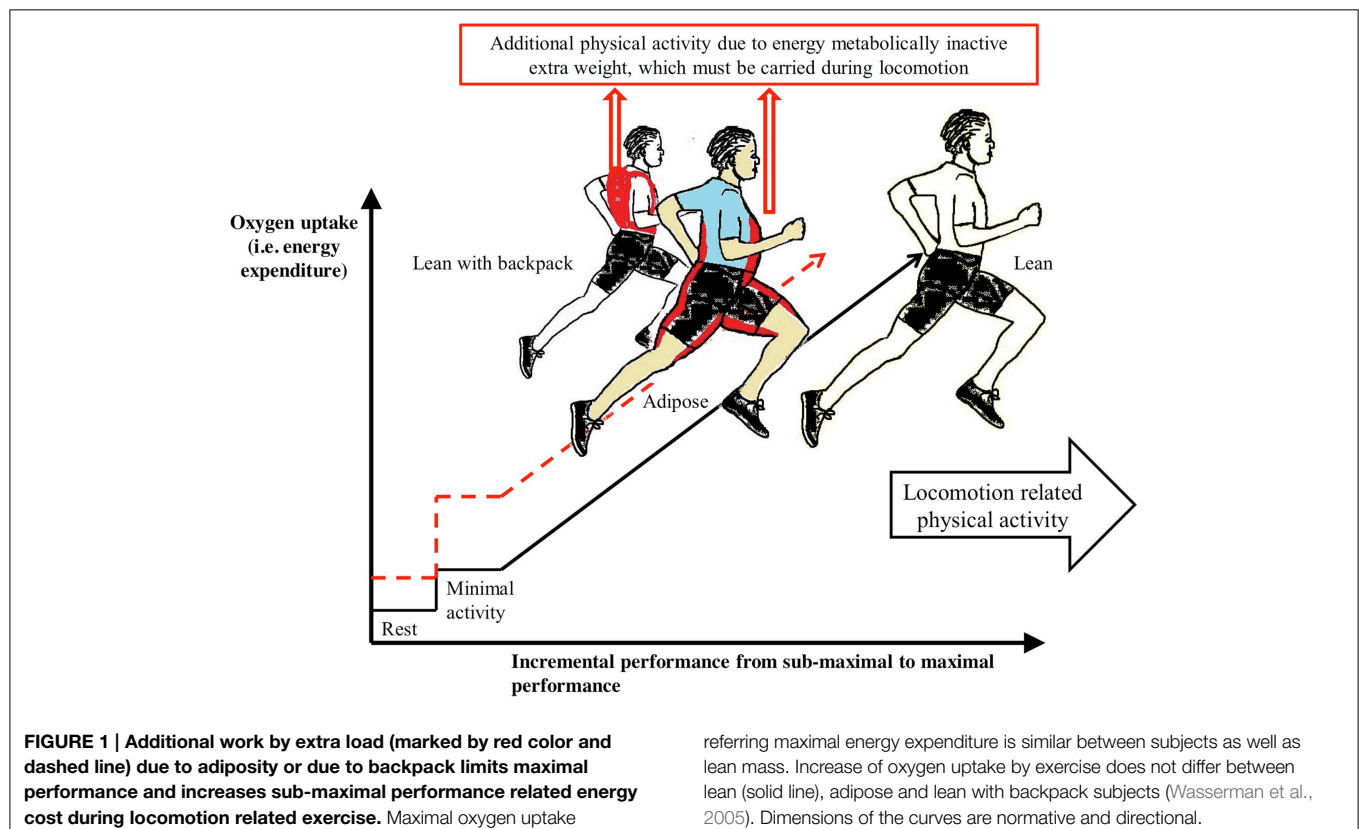 Additional physical activity due to energy metabolically inactive
extra weight, which must be carried during locomotion
Oxygen uptake
(i.e. energy
expenditure)
Lean with backpack
Lean
Adipose
Locomotion related
physical activity
Minimal
activity
Rest
Incremental performance from sub-maximal to maximal
performance
FIGURE 1 | Additional work by extra load (marked by red color and
dashed line) due to adiposity or due to backpack limits maximal
performance and increases sub-maximal performance related energy
cost during locomotion related exercise. Maximal oxygen uptake
referring maximal energy expenditure is similar between subjects as well as
lean mass. Increase of oxygen uptake by exercise does not differ between
lean (solid line), adipose and lean with backpack subjects (Wasserman et al.,
2005). Dimensions of the curves are normative and directional.